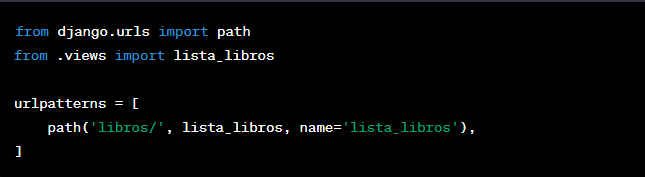 from django.urls import path
from .views import lista_libros
urlpatterns = [
    path('libros/', lista_libros, name='lista_libros'),
]